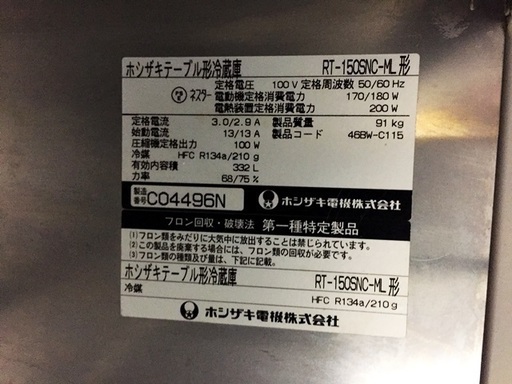 ホシザキテーブル形冷蔵庫 RT-150SNC-ML形
定格電圧 100V 定格周波数 50/60 Hz
ネスター 電動機定格消費電力 170/180 W
電熱装置定格消費電力 200 W
定格電流 3.0/2.9 A 製品質量 91 kg
始動電流 13/13 A 製品コード 46BW-C115
圧縮機定格出力 100 W
冷媒 HFC R134a/210 g
有効内容積 332 L
力率 68/75 %
製造番号 C04496N ホシザキ電機株式会社
フロン回収・破壊法 第一種特定製品
(1)フロン類をみだりに大気中に放出することは禁じられています。
(2)この製品を廃棄する場合には、フロン類の回収が必要です。
(3)フロン類の種類及び量は、下記に記載。
ホシザキテーブル形冷蔵庫 RT-150SNC-ML形
冷媒 HFC R134a/210 g
ホシザキ電機株式会社